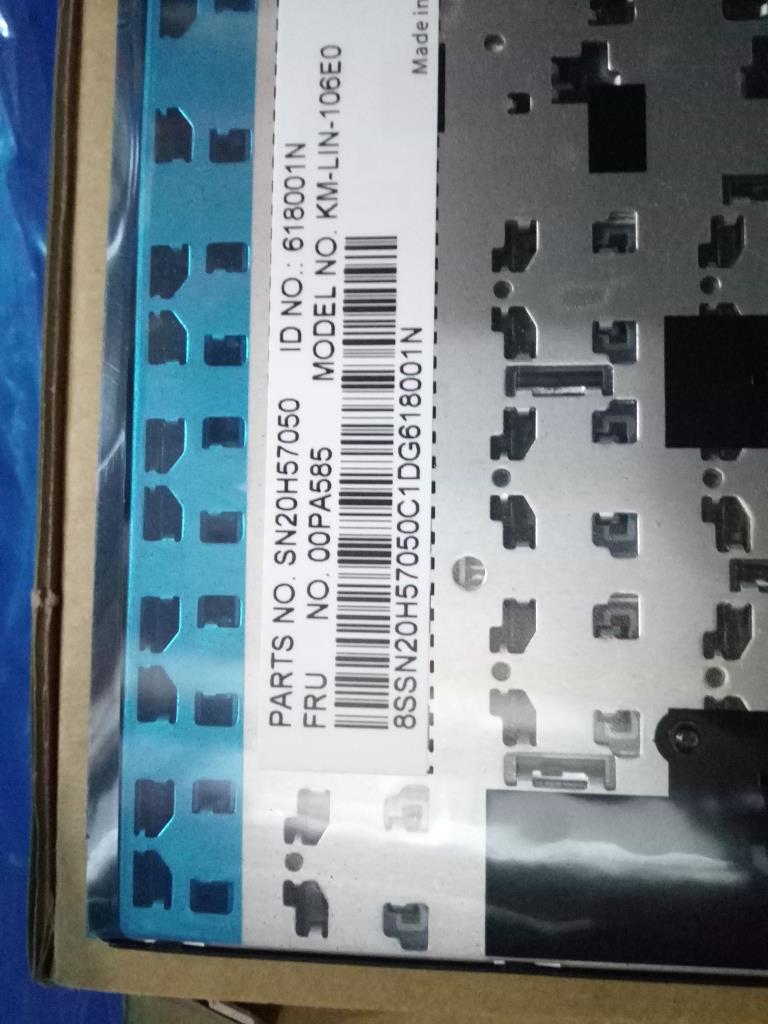 PARTS NO. SN20H57050 ID NO.: 618001N
FRU NO. 00PA585 MODEL NO. KM-LIN-106E0
8SSN20H57050C1DG618001N
Made in